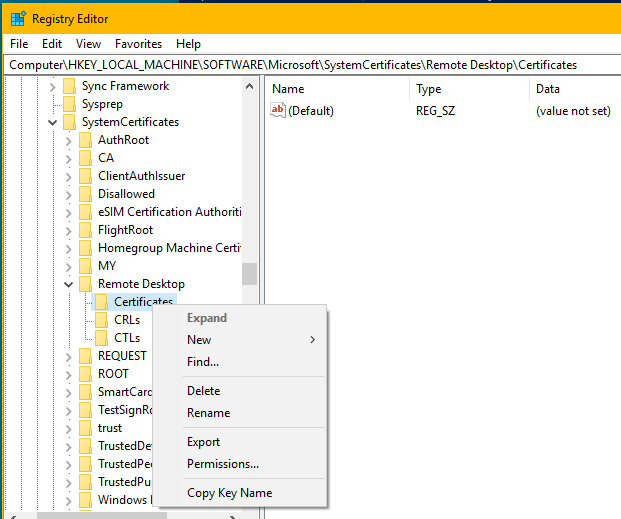 Registry Editor
File Edit View Favorites Help
Computer\HKEY_LOCAL_MACHINE\SOFTWARE\Microsoft\SystemCertificates\Remote Desktop\Certificates
Name Type Data
ab (Default) REG_SZ (value not set)
Sync Framework
Sysprep
SystemCertificates
AuthRoot
CA
ClientAuthIssuer
Disallowed
eSIM Certification Authoriti
FlightRoot
Homegroup Machine Certi
MY
Remote Desktop
Certificates
CRLs
CTLs
REQUEST
ROOT
SmartCard
TestSignRo
trust
TrustedDe
TrustedPe
TrustedPu
Windows
Expand
New
Find...
Delete
Rename
Export
Permissions...
Copy Key Name